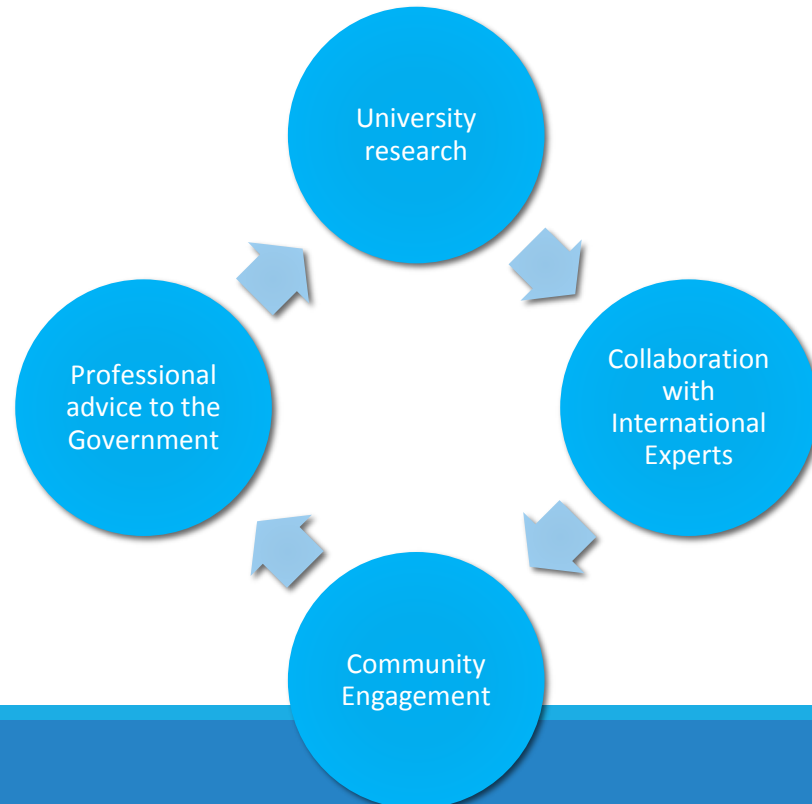 University
research
Collaboration
with
International
Experts
Community
Engagement
Professional
advice to the
Government